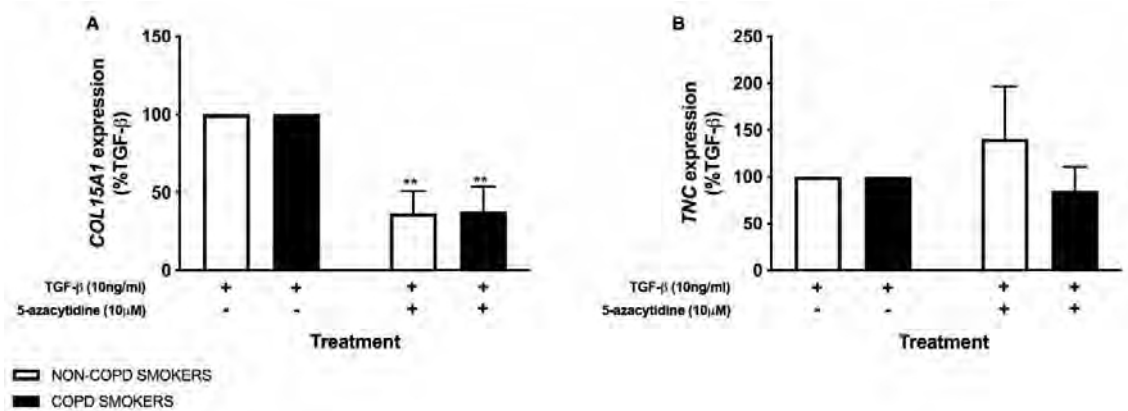 A
COL15A1 expression
(%TGF-β)
150
100
50
0
TGF-β (10ng/ml) + + + +
5-azacytidine (10μM) - - + +
** **
Treatment
B
TNC expression
(%TGF-β)
250
200
150
100
50
0
TGF-β (10ng/ml) + + + +
5-azacytidine (10μM) - - + +
Treatment
NON-COPD SMOKERS
COPD SMOKERS